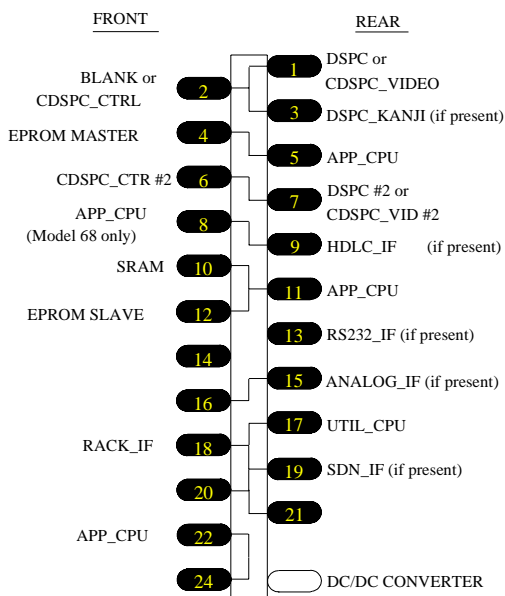 FRONT
REAR
1
DSPC or
CDSPC_VIDEO
BLANK or
CDSPC_CTRL
2
3
DSPC_KANJI (if present)
EPROM MASTER
4
5
APP_CPU
CDSPC_CTR #2
6
7
DSPC #2 or
CDSPC_VID #2
APP_CPU
(Model 68 only)
8
9
HDLC_IF (if present)
SRAM
10
11
APP_CPU
EPROM SLAVE
12
13
RS232_IF (if present)
14
15
ANALOG_IF (if present)
16
17
UTIL_CPU
RACK_IF
18
19
SDN_IF (if present)
20
21
APP_CPU
22
24
DC/DC CONVERTER